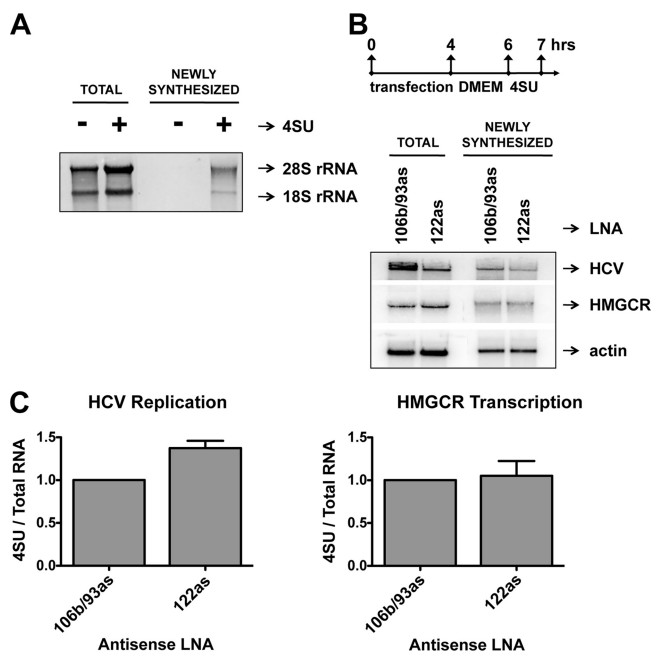 A
TOTAL
NEWLY
SYNTHESIZED
- + - + → 4SU
→ 28S rRNA
→ 18S rRNA
B
0 4 6 7 hrs
transfection DMEM 4SU
TOTAL
NEWLY
SYNTHESIZED
106b/93as 122as 106b/93as 122as → LNA
→ HCV
→ HMGCR
→ actin
C
HCV Replication
4SU / Total RNA
1.5
1.0
0.5
0.0
106b/93as 122as
Antisense LNA
HMGCR Transcription
4SU / Total RNA
1.5
1.0
0.5
0.0
106b/93as 122as
Antisense LNA